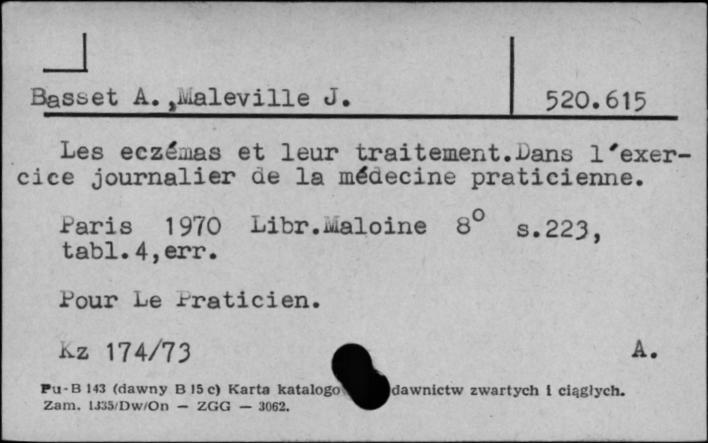 Basset A.,Maleville J. 520.615
Les eczémas et leur traitement.Dans l'exer-
cice journalier de la médecine praticienne.
Paris 1970 Libr.Maloine 8° s.223,
tabl.4,err.
Pour Le Praticien.
Kz 174/73 A.
Pu-B 143 (dawny B 15 c) Karta katalogo dawnictw zwartych i ciągłych.
Zam. 1335/Dw/On — ZGG — 3062.